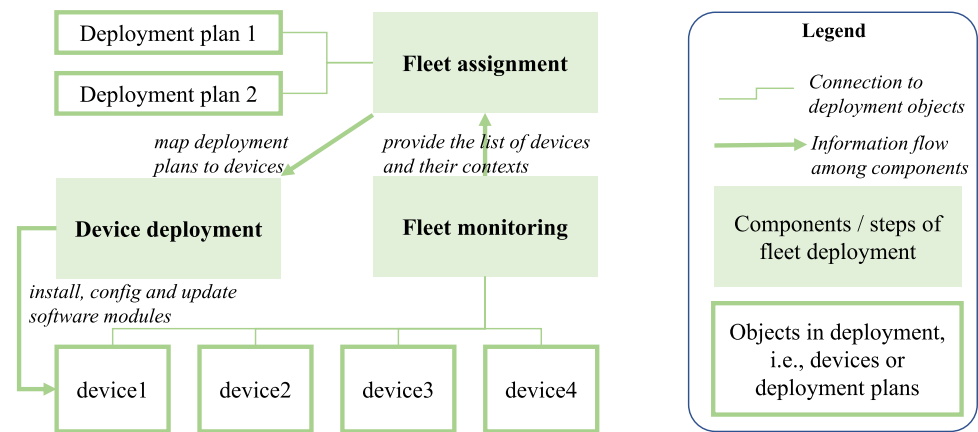 Deployment plan 1
Deployment plan 2
Fleet assignment
map deployment
plans to devices
provide the list of devices
and their contexts
Device deployment
Fleet monitoring
install, config and update
software modules
device1
device2
device3
device4
Legend
Connection to
deployment objects
Information flow
among components
Components / steps of
fleet deployment
Objects in deployment,
i.e., devices or
deployment plans